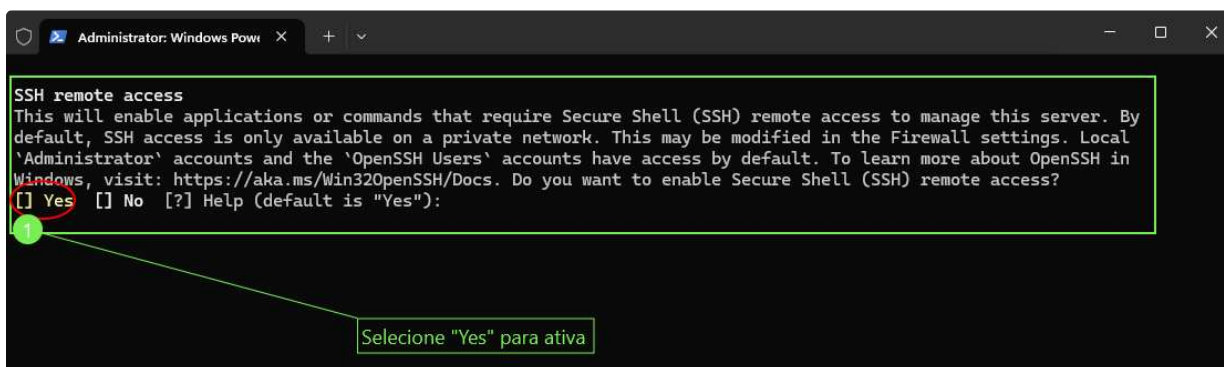 Administrator: Windows Powe
SSH remote access
This will enable applications or commands that require Secure Shell (SSH) remote access to manage this server. By
default, SSH access is only available on a private network. This may be modified in the Firewall settings. Local
`Administrator` accounts and the `OpenSSH Users` accounts have access by default. To learn more about OpenSSH in
Windows, visit: https://aka.ms/Win32OpenSSH/Docs. Do you want to enable Secure Shell (SSH) remote access?
[] Yes  [] No  [?] Help (default is "Yes"):
1
Selecione "Yes" para ativa